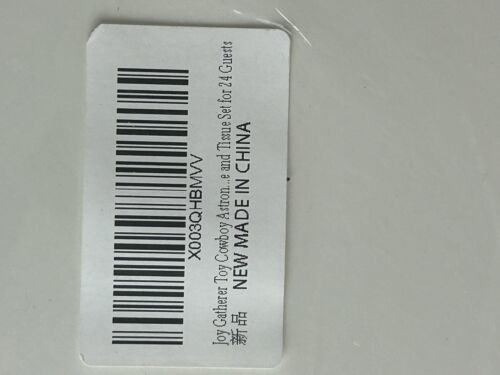 X003QHBMVV
Joy Gatherer Toy Cowboy Astron...e and Tissue Set for 24 Guests
新品 NEW MADE IN CHINA